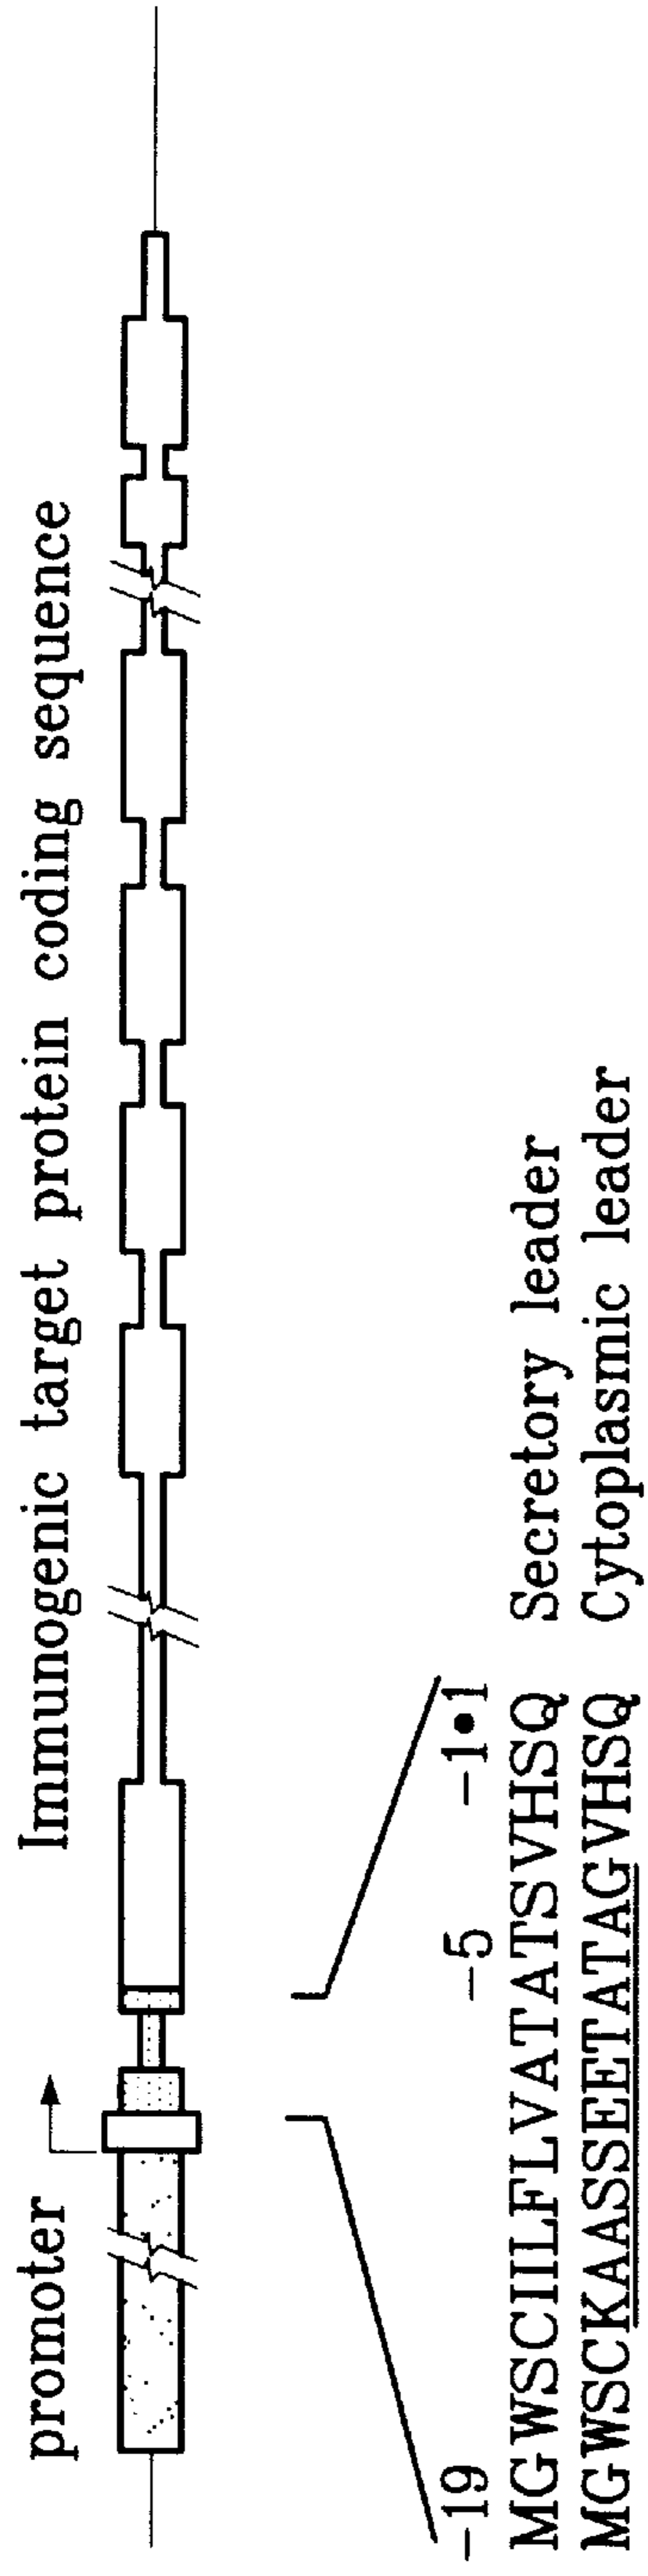 promoter
Immunogenic target protein coding sequence
-19 -5 -1•1
MGWSCIILFLVATATSVHSQ Secretory leader
MGWSCKAASSEETATAGVHSQ Cytoplasmic leader